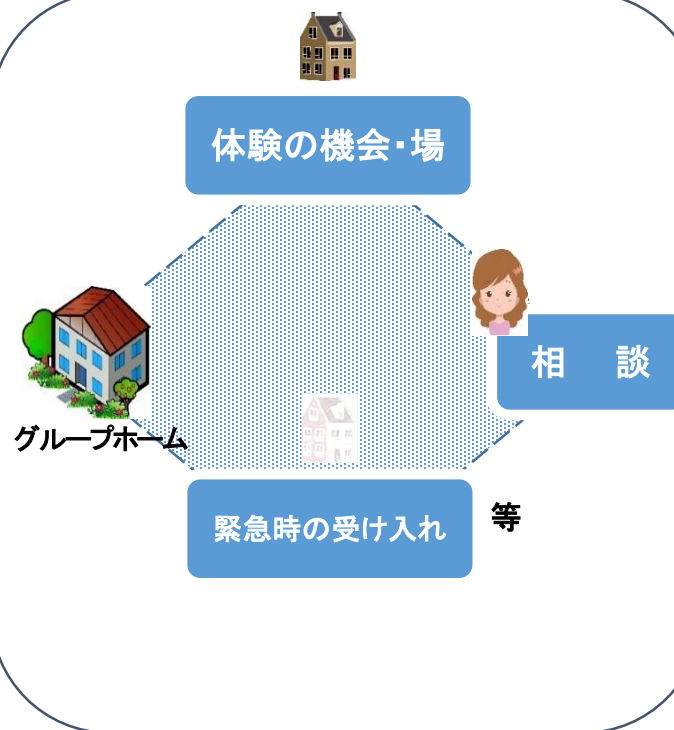 体験の機会・場
相　談
グループホーム
緊急時の受け入れ
等